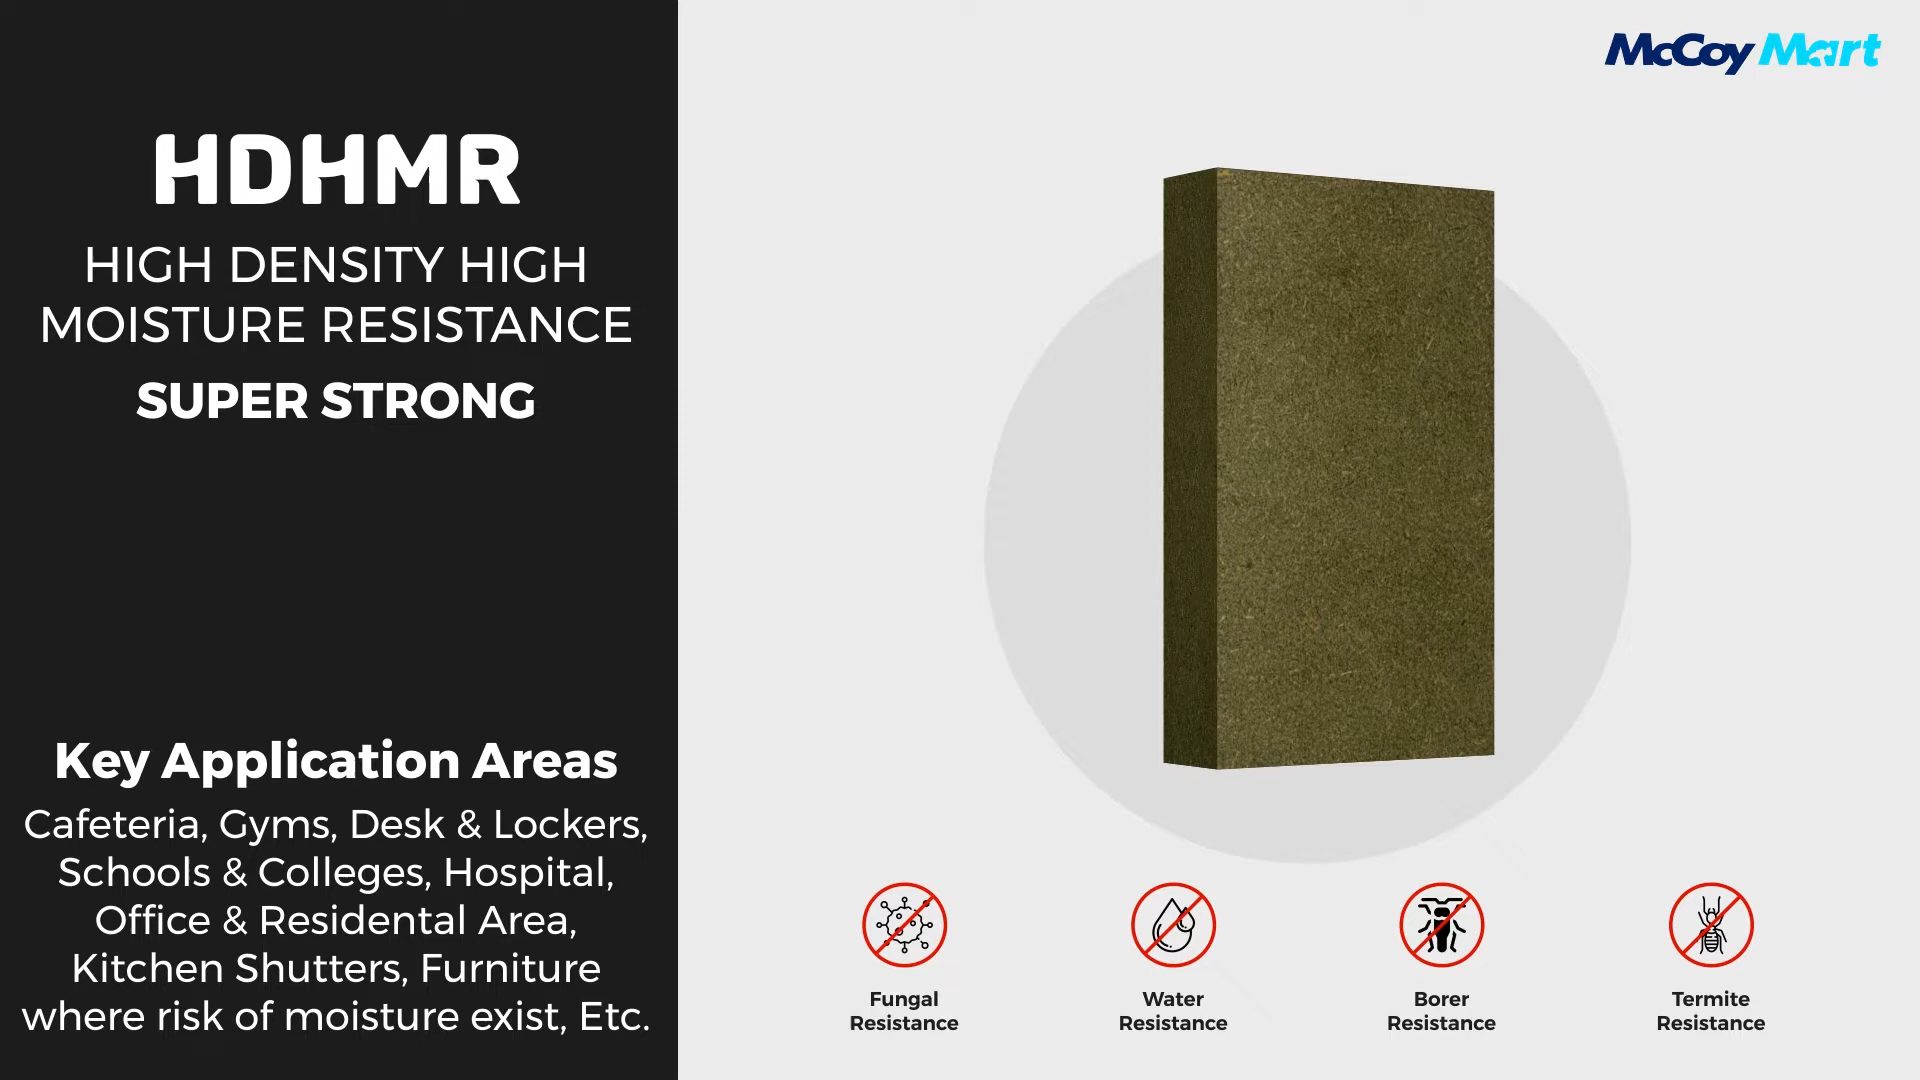 HDHMR
HIGH DENSITY HIGH
MOISTURE RESISTANCE
SUPER STRONG
Key Application Areas
Cafeteria, Gyms, Desk & Lockers,
Schools & Colleges, Hospital,
Office & Residental Area,
Kitchen Shutters, Furniture
where risk of moisture exist, Etc.
McCoy Mart
Fungal
Resistance
Water
Resistance
Borer
Resistance
Termite
Resistance